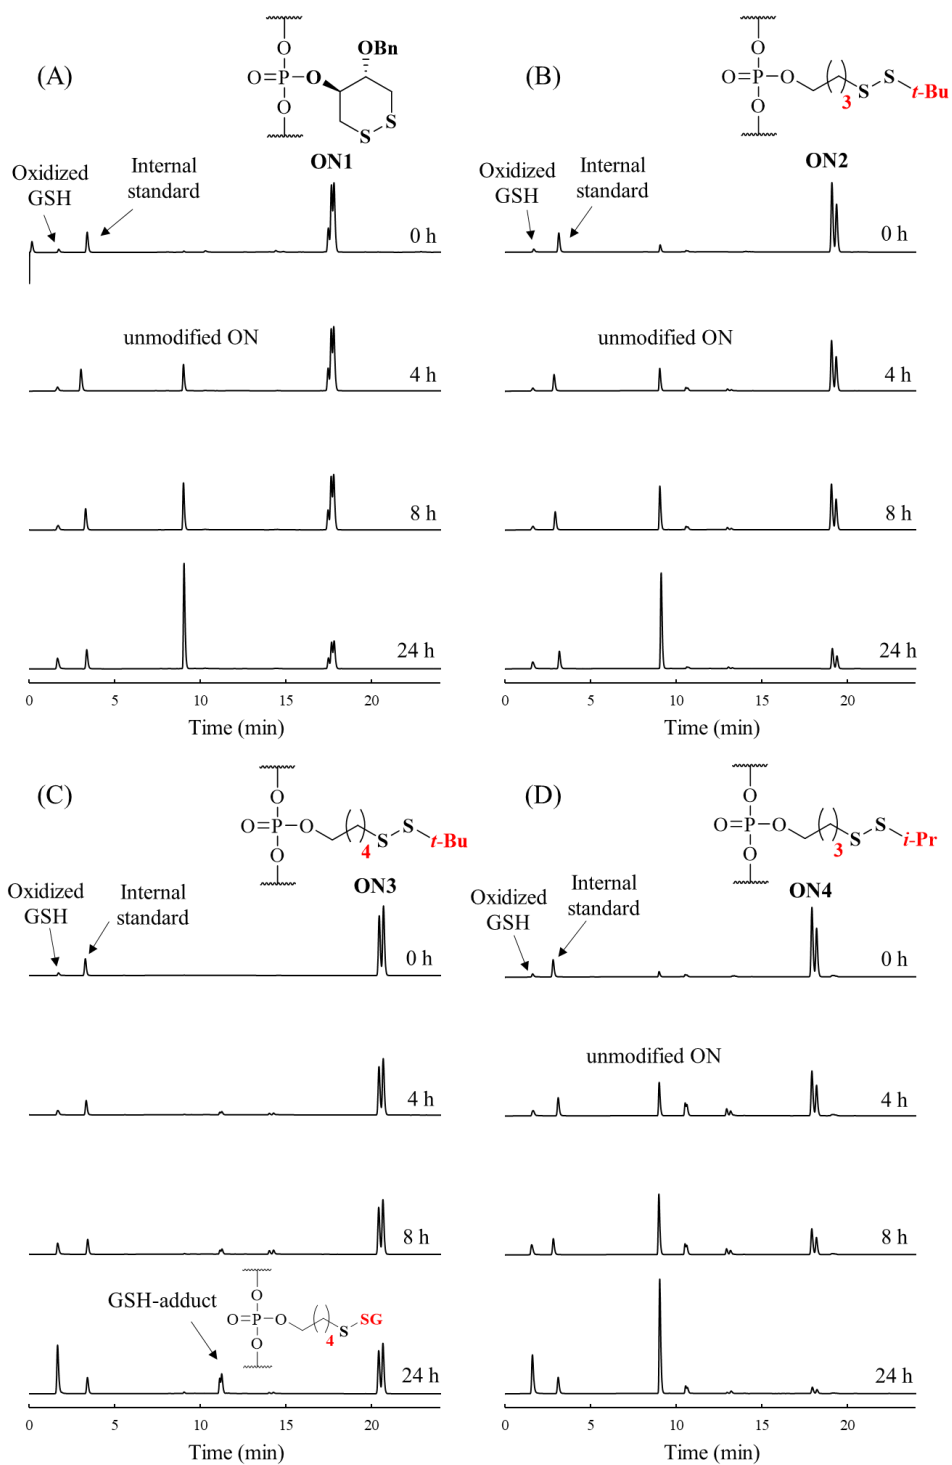 (A)
O
OBn
O=P-O
O
S
S
ON1
Oxidized
GSH
Internal
standard
0 h
unmodified ON
4 h
8 h
24 h
0 5 10 15 20
Time (min)
(B)
O
O=P-O
O
3
S
S
t-Bu
ON2
Oxidized
GSH
Internal
standard
0 h
unmodified ON
4 h
8 h
24 h
0 5 10 15 20
Time (min)
(C)
O
O=P-O
O
4
S
S
t-Bu
ON3
Oxidized
GSH
Internal
standard
0 h
4 h
8 h
GSH-adduct
O
O=P-O
O
4
S
SG
24 h
0 5 10 15 20
Time (min)
(D)
O
O=P-O
O
3
S
S
i-Pr
ON4
Oxidized
GSH
Internal
standard
0 h
unmodified ON
4 h
8 h
24 h
0 5 10 15 20
Time (min)